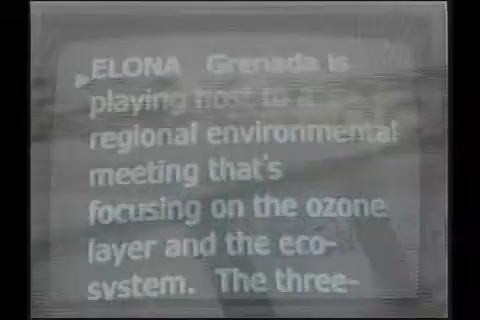 ELONA Grenada is
playing host to a
regional environmental
meeting that's
focusing on the ozone
layer and the eco-
system. The three-